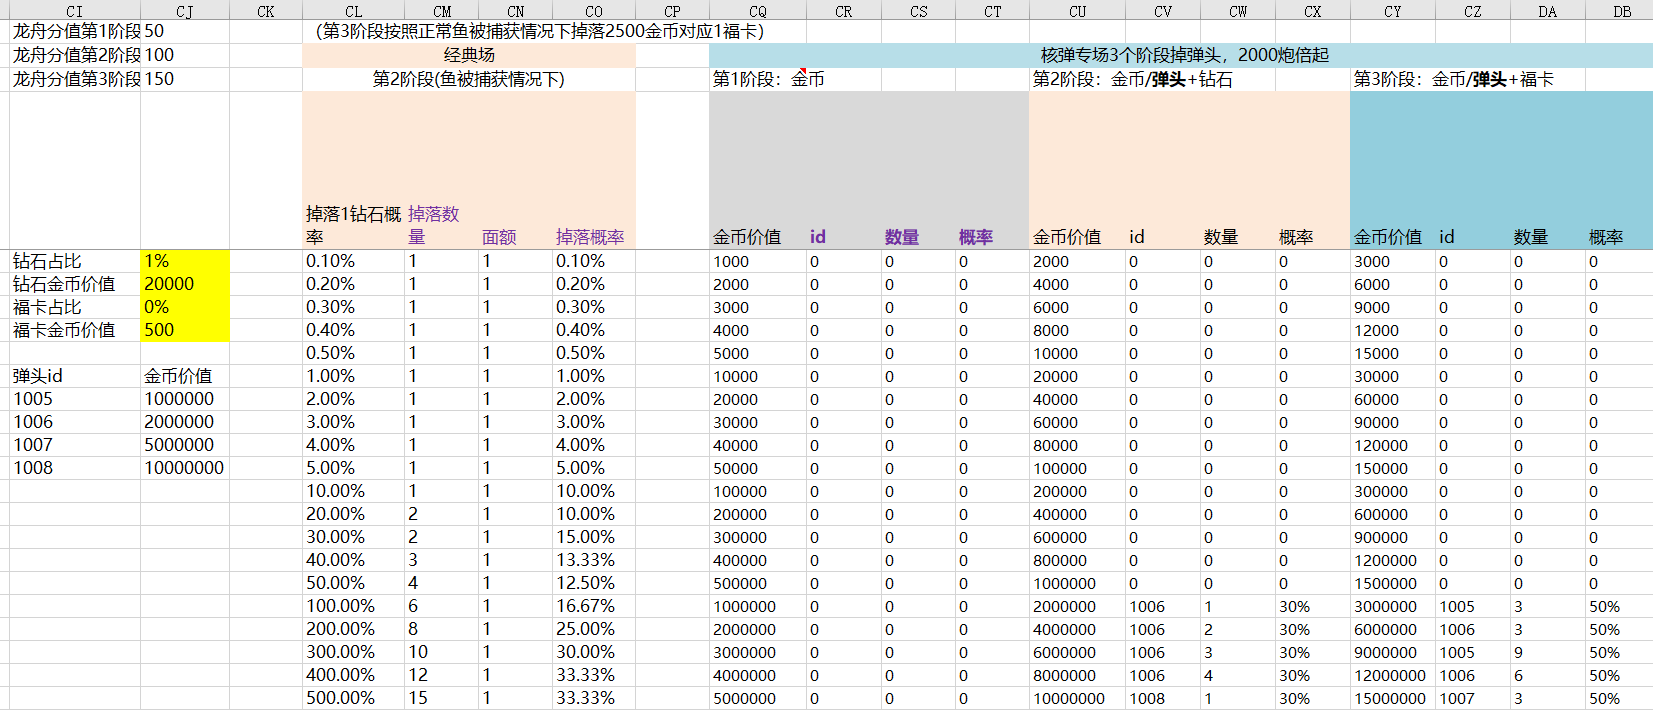 CI CJ CK CL CM CN CO CP CQ CR CS CT CU CV CW CX CY CZ DA DB
龙舟分值第1阶段 50 （第3阶段按照正常鱼被捕获情况下掉落2500金币对应1福卡）
龙舟分值第2阶段 100 经典场 核弹专场3个阶段掉弹头，2000炮倍起
龙舟分值第3阶段 150 第2阶段(鱼被捕获情况下) 第1阶段：金币 第2阶段：金币/弹头+钻石 第3阶段：金币/弹头+福卡
掉落1钻石概率 掉落数量 面额 掉落概率 金币价值 id 数量 概率 金币价值 id 数量 概率 金币价值 id 数量 概率
钻石占比 1% 0.10% 1 1 0.10% 1000 0 0 0 2000 0 0 0 3000 0 0 0
钻石金币价值 20000 0.20% 1 1 0.20% 2000 0 0 0 4000 0 0 0 6000 0 0 0
福卡占比 0% 0.30% 1 1 0.30% 3000 0 0 0 6000 0 0 0 9000 0 0 0
福卡金币价值 500 0.40% 1 1 0.40% 4000 0 0 0 8000 0 0 0 12000 0 0 0
0.50% 1 1 0.50% 5000 0 0 0 10000 0 0 0 15000 0 0 0
弹头id 金币价值 1.00% 1 1 1.00% 10000 0 0 0 20000 0 0 0 30000 0 0 0
1005 1000000 2.00% 1 1 2.00% 20000 0 0 0 40000 0 0 0 60000 0 0 0
1006 2000000 3.00% 1 1 3.00% 30000 0 0 0 60000 0 0 0 90000 0 0 0
1007 5000000 4.00% 1 1 4.00% 40000 0 0 0 80000 0 0 0 120000 0 0 0
1008 10000000 5.00% 1 1 5.00% 50000 0 0 0 100000 0 0 0 150000 0 0 0
10.00% 1 1 10.00% 100000 0 0 0 200000 0 0 0 300000 0 0 0
20.00% 2 1 10.00% 200000 0 0 0 400000 0 0 0 600000 0 0 0
30.00% 2 1 15.00% 300000 0 0 0 600000 0 0 0 900000 0 0 0
40.00% 3 1 13.33% 400000 0 0 0 800000 0 0 0 1200000 0 0 0
50.00% 4 1 12.50% 500000 0 0 0 1000000 0 0 0 1500000 0 0 0
100.00% 6 1 16.67% 1000000 0 0 0 2000000 1006 1 30% 3000000 1005 3 50%
200.00% 8 1 25.00% 2000000 0 0 0 4000000 1006 2 30% 6000000 1006 3 50%
300.00% 10 1 30.00% 3000000 0 0 0 6000000 1006 3 30% 9000000 1005 9 50%
400.00% 12 1 33.33% 4000000 0 0 0 8000000 1006 4 30% 12000000 1006 6 50%
500.00% 15 1 33.33% 5000000 0 0 0 10000000 1008 1 30% 15000000 1007 3 50%